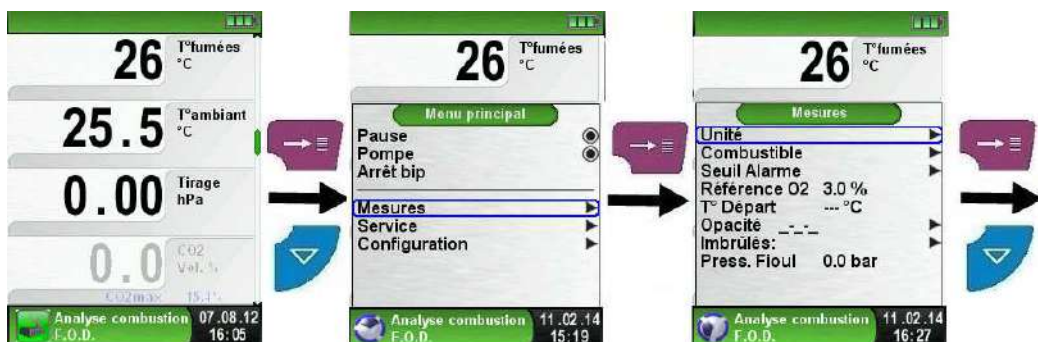 26 T°fumées
°C
25.5 T°ambiant
°C
0.00 Tirage
hPa
0.0 CO2
Vol. %
CO2max 15.4%
Analyse combustion 07.08.12
F.O.D. 16:05
26 T°fumées
°C
Menu principal
Pause
Pompe
Arrêt bip
Mesures
Service
Configuration
Analyse combustion 11.02.14
F.O.D. 15:19
26 T°fumées
°C
Mesures
Unité
Combustible
Seuil Alarme
Référence O2 3.0 %
T° Départ --- °C
Opacité _-_-_
Imbrûlés:
Press. Fioul 0.0 bar
Analyse combustion 11.02.14
F.O.D. 16:27